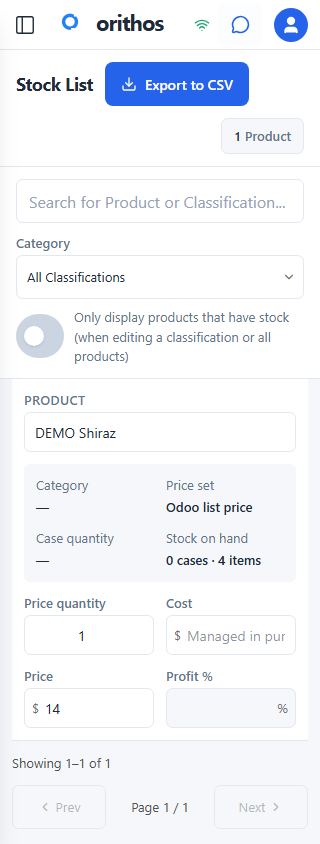 orithos
Stock List
Export to CSV
1 Product
Search for Product or Classification...
Category
All Classifications
Only display products that have stock
(when editing a classification or all
products)
PRODUCT
DEMO Shiraz
Category Price set
— Odoo list price
Case quantity Stock on hand
— 0 cases · 4 items
Price quantity Cost
1 $ Managed in pur
Price Profit %
$ 14 %
Showing 1–1 of 1
Prev Page 1 / 1 Next